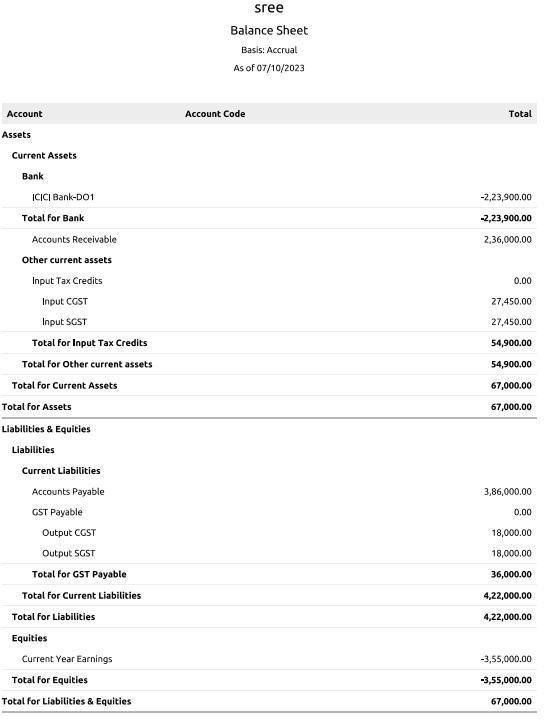 sree
Balance Sheet
Basis: Accrual
As of 07/10/2023
Account Account Code Total
Assets
Current Assets
Bank
ICICI Bank-DO1 -2,23,900.00
Total for Bank -2,23,900.00
Accounts Receivable 2,36,000.00
Other current assets
Input Tax Credits 0.00
Input CGST 27,450.00
Input SGST 27,450.00
Total for Input Tax Credits 54,900.00
Total for Other current assets 54,900.00
Total for Current Assets 67,000.00
Total for Assets 67,000.00
Liabilities & Equities
Liabilities
Current Liabilities
Accounts Payable 3,86,000.00
GST Payable 0.00
Output CGST 18,000.00
Output SGST 18,000.00
Total for GST Payable 36,000.00
Total for Current Liabilities 4,22,000.00
Total for Liabilities 4,22,000.00
Equities
Current Year Earnings -3,55,000.00
Total for Equities -3,55,000.00
Total for Liabilities & Equities 67,000.00